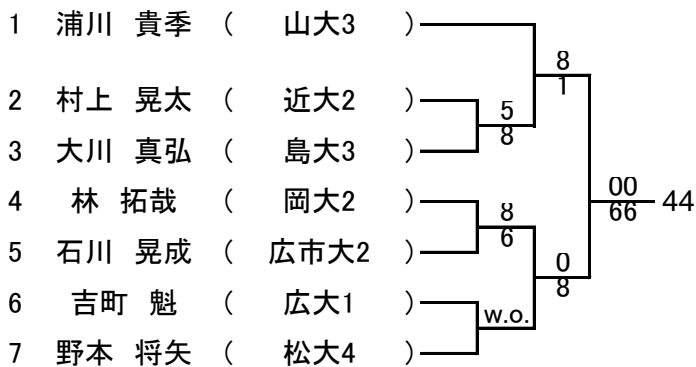 1 浦川 貴季 ( 山大3 )
8
1
2 村上 晃太 ( 近大2 )
5
8
3 大川 真弘 ( 島大3 )
00
66 44
4 林 拓哉 ( 岡大2 )
8
6
5 石川 晃成 ( 広市大2 )
0
8
6 吉町 魁 ( 広大1 )
w.o.
7 野本 将矢 ( 松大4 )